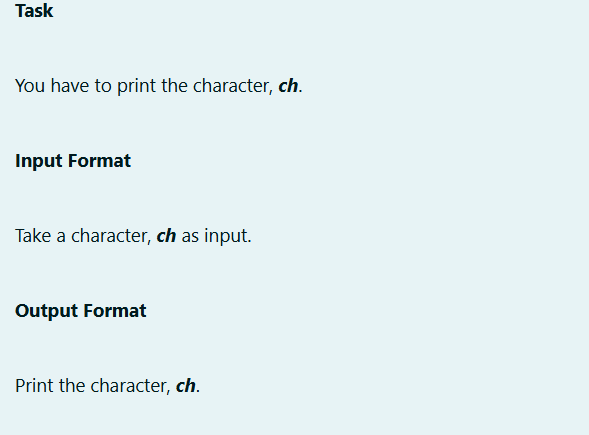 Task
You have to print the character, ch.
Input Format
Take a character, ch as input.
Output Format
Print the character, ch.